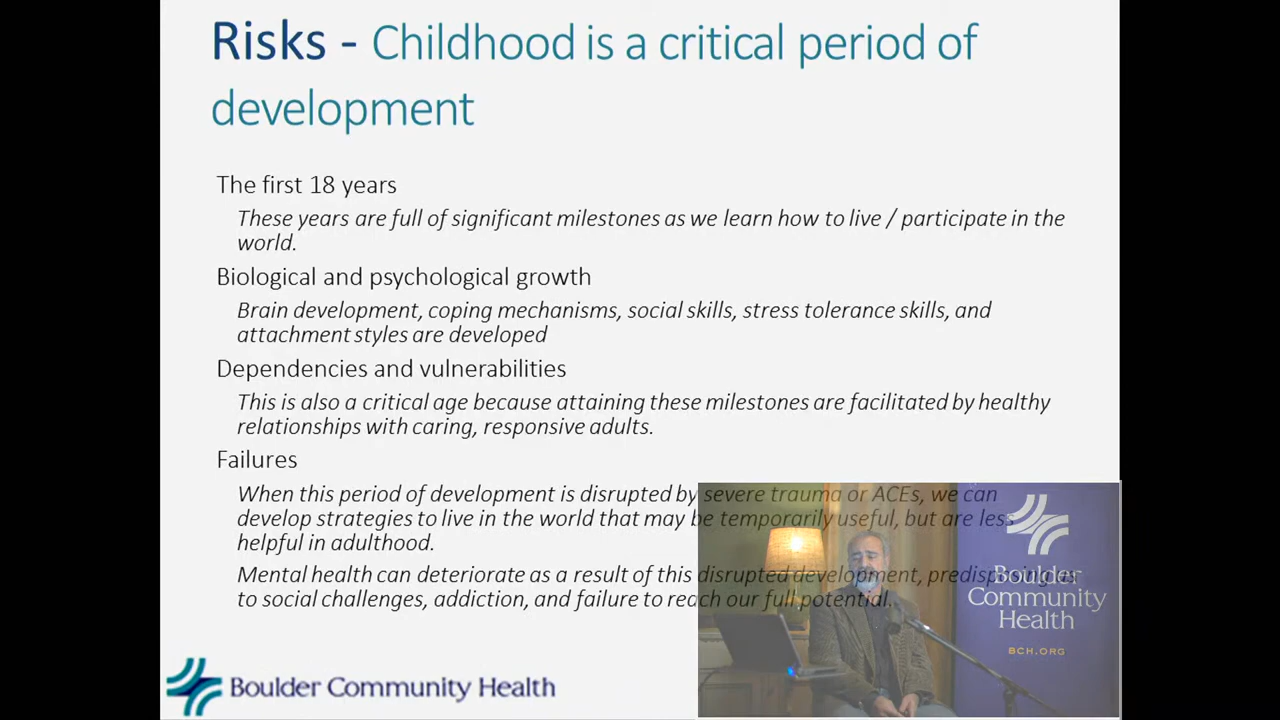 Risks - Childhood is a critical period of
development
The first 18 years
These years are full of significant milestones as we learn how to live / participate in the
world.
Biological and psychological growth
Brain development, coping mechanisms, social skills, stress tolerance skills, and
attachment styles are developed
Dependencies and vulnerabilities
This is also a critical age because attaining these milestones are facilitated by healthy
relationships with caring, responsive adults.
Failures
When this period of development is disrupted by severe trauma or ACEs, we can
develop strategies to live in the world that may be temporarily useful, but are less
helpful in adulthood.
Mental health can deteriorate as a result of this disrupted development, predisposing us
to social challenges, addiction, and failure to reach our full potential.
Boulder Community Health
Boulder
Community
Health
BCH.ORG